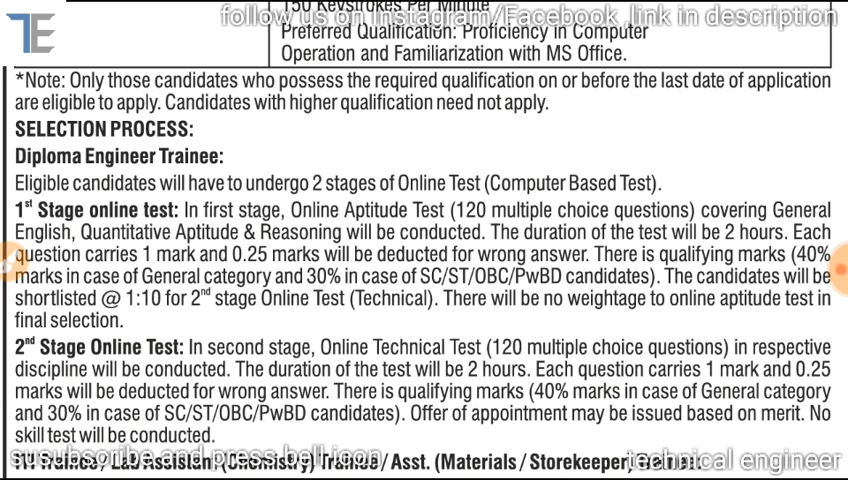 150 Keystrokes Per Minute
follow us on Instagram/Facebook ,link in description
TE
Preferred Qualification: Proficiency in Computer
Operation and Familiarization with MS Office.
*Note: Only those candidates who possess the required qualification on or before the last date of application
are eligible to apply. Candidates with higher qualification need not apply.
SELECTION PROCESS:
Diploma Engineer Trainee:
Eligible candidates will have to undergo 2 stages of Online Test (Computer Based Test).
1st Stage online test: In first stage, Online Aptitude Test (120 multiple choice questions) covering General
English, Quantitative Aptitude & Reasoning will be conducted. The duration of the test will be 2 hours. Each
question carries 1 mark and 0.25 marks will be deducted for wrong answer. There is qualifying marks (40%
marks in case of General category and 30% in case of SC/ST/OBC/PwBD candidates). The candidates will be
shortlisted @ 1:10 for 2nd stage Online Test (Technical). There will be no weightage to online aptitude test in
final selection.
2nd Stage Online Test: In second stage, Online Technical Test (120 multiple choice questions) in respective
discipline will be conducted. The duration of the test will be 2 hours. Each question carries 1 mark and 0.25
marks will be deducted for wrong answer. There is qualifying marks (40% marks in case of General category
and 30% in case of SC/ST/OBC/PwBD candidates). Offer of appointment may be issued based on merit. No
skill test will be conducted.
ITI Trainee / Lab Assistant (Chemistry) Trainee / Asst. (Materials / Storekeeper) Trainee:
susubscribe and press bell icon
technical engineer